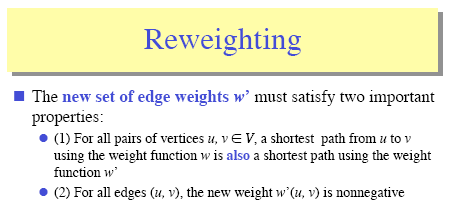 Reweighting
The new set of edge weights w’ must satisfy two important
properties:
(1) For all pairs of vertices u, v ∈ V, a shortest path from u to v
using the weight function w is also a shortest path using the weight
function w’
(2) For all edges (u, v), the new weight w’(u, v) is nonnegative